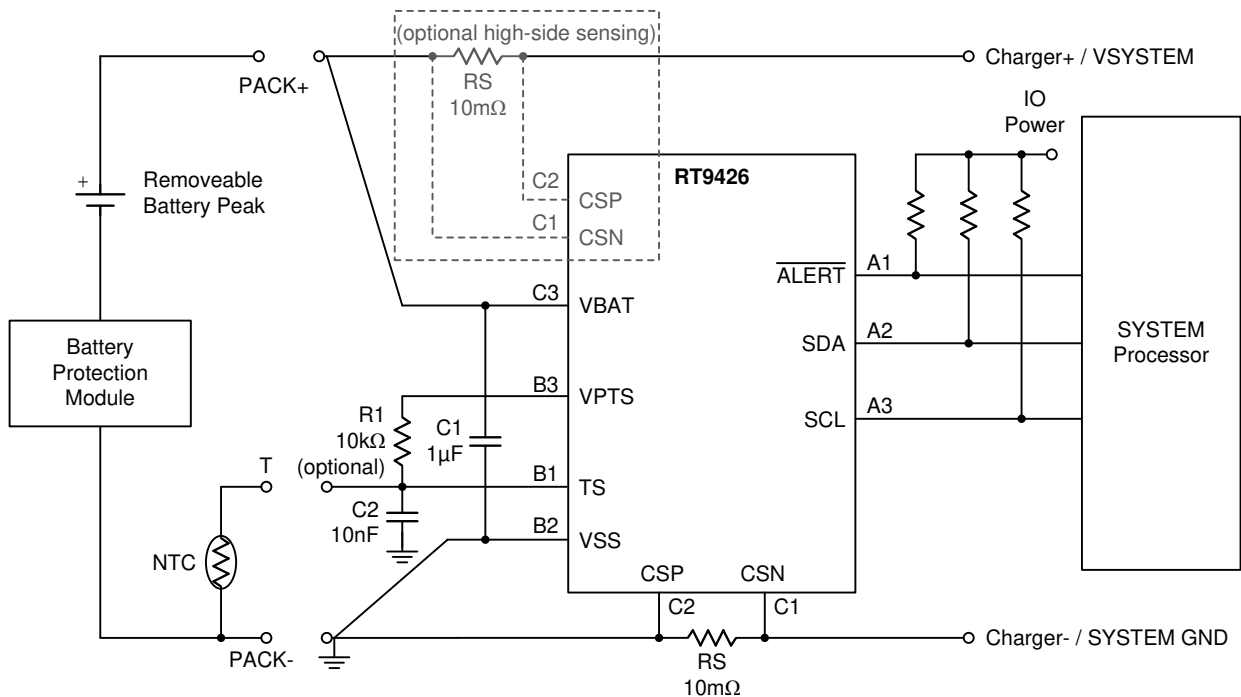 (optional high-side sensing)
PACK+
RS
10mΩ
Charger+ / VSYSTEM
IO
Power
+
Removeable
Battery Peak
C2
CSP
C1
CSN
RT9426
ALERT
A1
C3
VBAT
SDA
A2
SYSTEM
Processor
Battery
Protection
Module
B3
VPTS
SCL
A3
R1
10kΩ
(optional)
C1
1µF
T
B1
TS
C2
10nF
B2
VSS
NTC
CSP
CSN
C2
C1
PACK-
RS
10mΩ
Charger- / SYSTEM GND